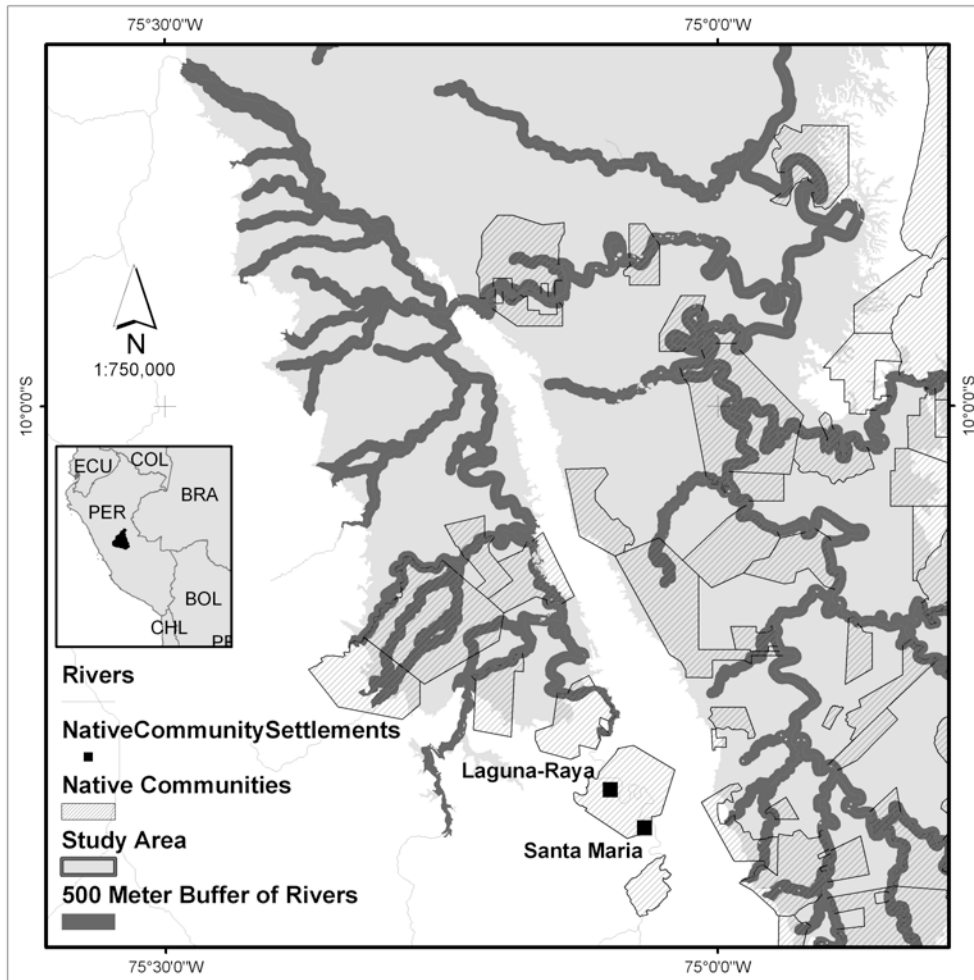 75°30'0"W 75°0'0"W
10°0'0"S 10°0'0"S
N
1:750,000
ECU COL
BRA
PER
BOL
CHL
Rivers
NativeCommunitySettlements
Native Communities
Laguna-Raya
Study Area
Santa Maria
500 Meter Buffer of Rivers
75°30'0"W 75°0'0"W